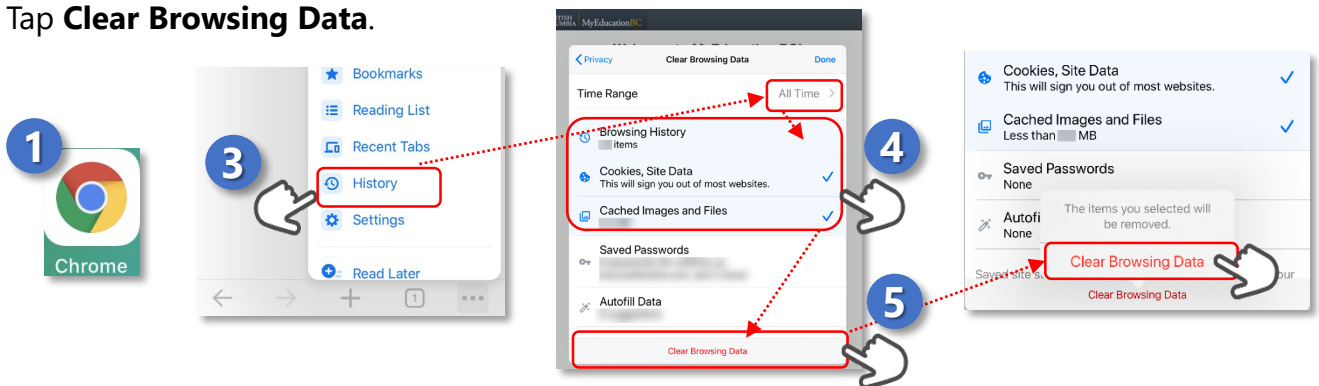 Tap Clear Browsing Data.
1
Chrome
3
Bookmarks
Reading List
Recent Tabs
History
Settings
Read Later
1
MyEducationBC
Privacy
Clear Browsing Data
Done
Time Range
All Time
Browsing History
items
Cookies, Site Data
This will sign you out of most websites.
Cached Images and Files
Saved Passwords
Autofill Data
Clear Browsing Data
4
5
Cookies, Site Data
This will sign you out of most websites.
Cached Images and Files
Less than MB
Saved Passwords
None
Autofi
None
The items you selected will
be removed.
Clear Browsing Data
Saved site s
our
Clear Browsing Data